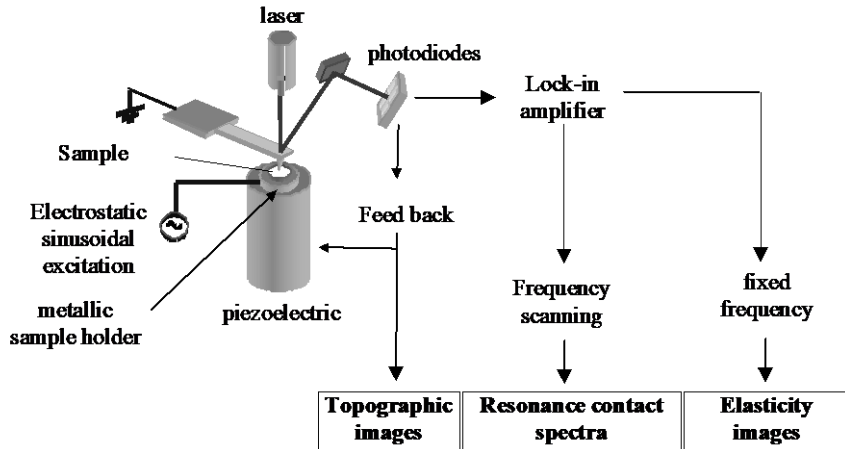 laser
photodiodes
Lock-in
amplifier
Sample
Electrostatic
sinusoidal
excitation
Feed back
metallic
sample holder
piezoelectric
Frequency
scanning
fixed
frequency
Topographic
images
Resonance contact
spectra
Elasticity
images